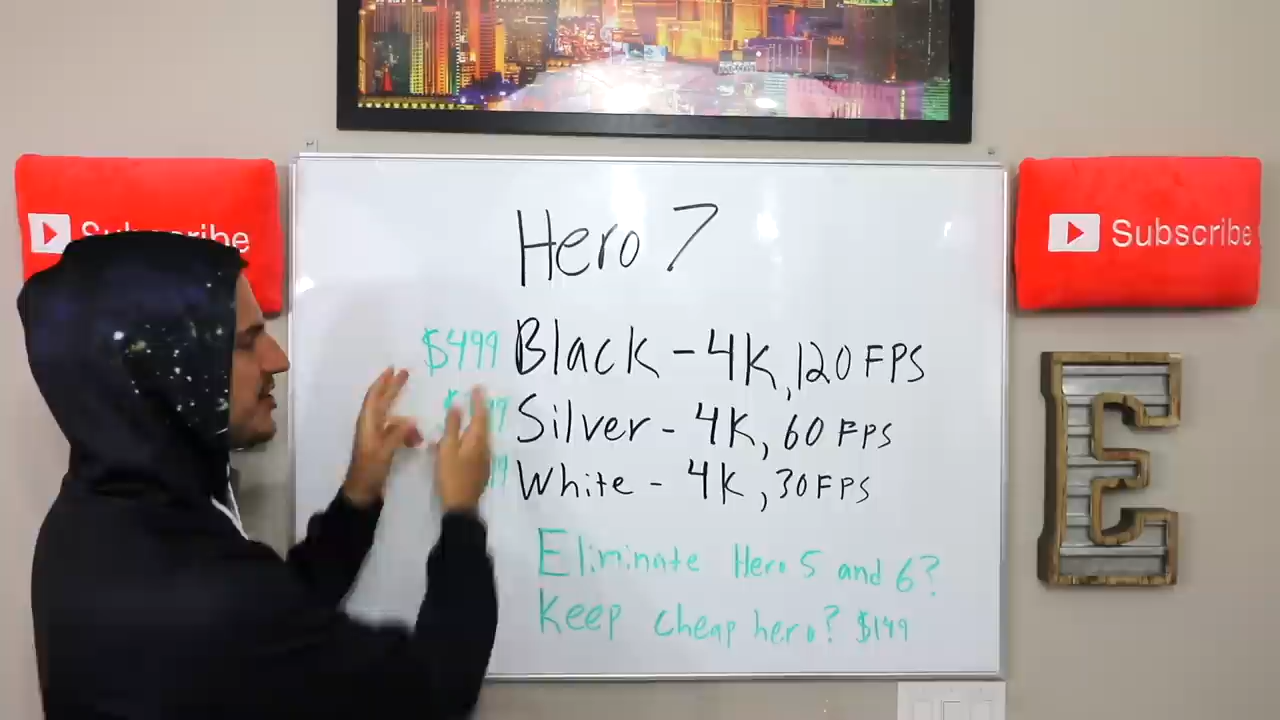 Subscribe
Subscribe
Hero 7
$499 Black - 4K, 120 FPS
Silver - 4K, 60 FPS
White - 4K, 30 FPS
Eliminate Hero 5 and 6?
Keep cheap hero? $149
E